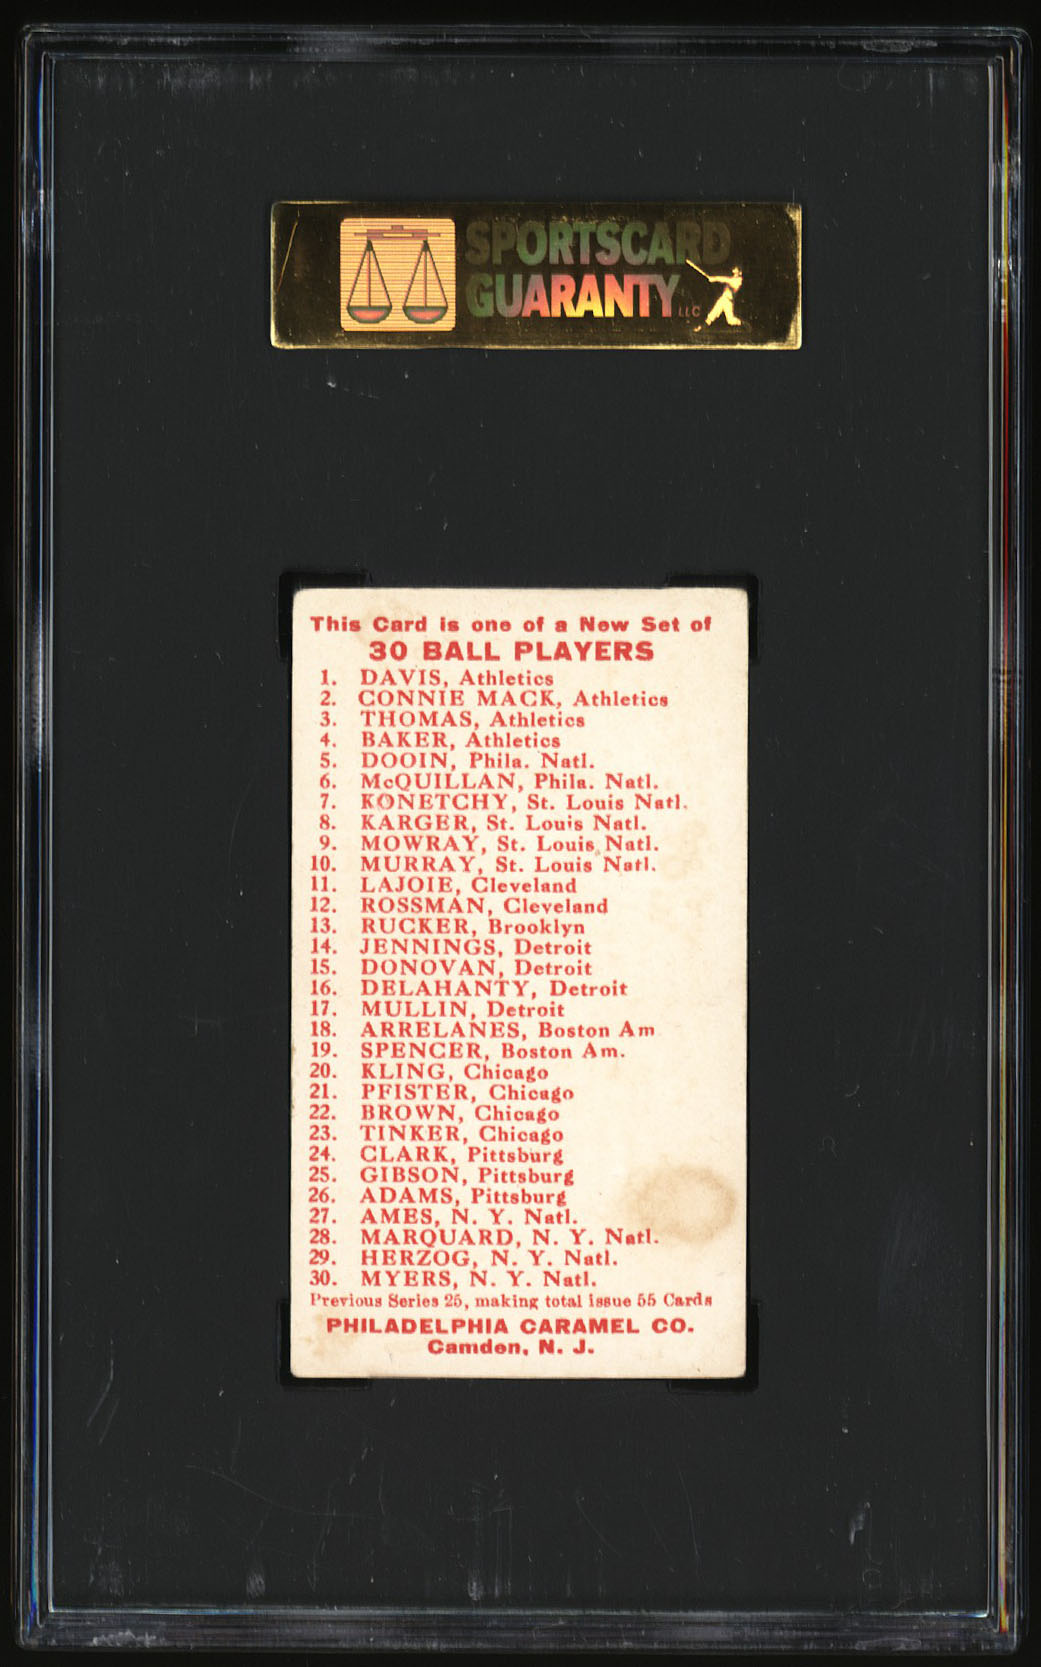 SPORTSCARD
GUARANTY LLC
This Card is one of a New Set of
30 BALL PLAYERS
1. DAVIS, Athletics
2. CONNIE MACK, Athletics
3. THOMAS, Athletics
4. BAKER, Athletics
5. DOOIN, Phila. Natl.
6. McQUILLAN, Phila. Natl.
7. KONETCHY, St. Louis Natl.
8. KARGER, St. Louis Natl.
9. MOWRAY, St. Louis Natl.
10. MURRAY, St. Louis Natl.
11. LAJOIE, Cleveland
12. ROSSMAN, Cleveland
13. RUCKER, Brooklyn
14. JENNINGS, Detroit
15. DONOVAN, Detroit
16. DELAHANTY, Detroit
17. MULLIN, Detroit
18. ARRELANES, Boston Am
19. SPENCER, Boston Am.
20. KLING, Chicago
21. PFISTER, Chicago
22. BROWN, Chicago
23. TINKER, Chicago
24. CLARK, Pittsburg
25. GIBSON, Pittsburg
26. ADAMS, Pittsburg
27. AMES, N. Y. Natl.
28. MARQUARD, N. Y. Natl.
29. HERZOG, N. Y. Natl.
30. MYERS, N. Y. Natl.
Previous Series 25, making total issue 55 Cards
PHILADELPHIA CARAMEL CO.
Camden, N. J.